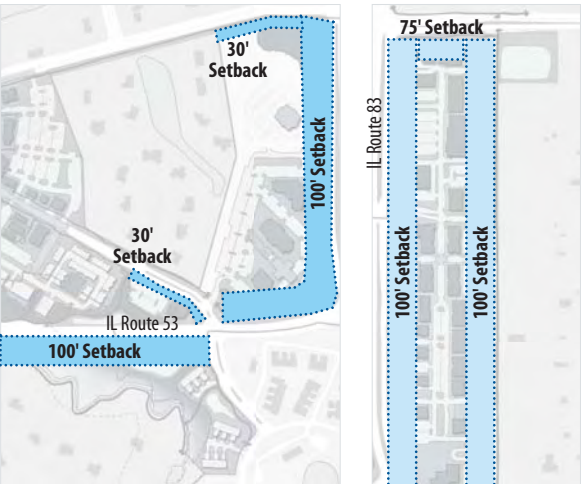 30'
Setback
100' Setback
30'
Setback
IL Route 53
100' Setback
75' Setback
IL Route 83
100' Setback
100' Setback